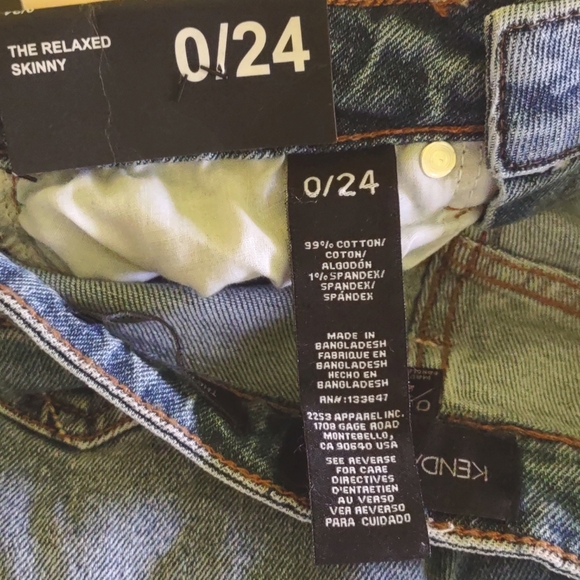 THE RELAXED
SKINNY
0/24
0/24
99% COTTON/
COTON/
ALGODÓN
1% SPANDEX/
SPANDEX/
SPÁNDEX
MADE IN
BANGLADESH
FABRIQUE EN
BANGLADESH
HECHO EN
BANGLADESH
RN#:133647
2253 APPAREL INC.
1708 GAGE ROAD
MONTEBELLO,
CA 90640 USA
SEE REVERSE
FOR CARE
DIRECTIVES
D'ENTRETIEN
AU VERSO
VER REVERSO
PARA CUIDADO
KENDA